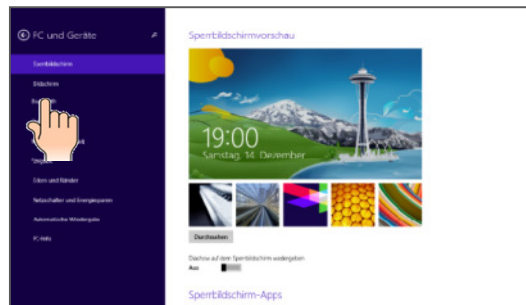 PC und Geräte
Sperrbildschirm
Bildschirm
Ecken und Ränder
Netzschalter und Energiesparen
Automatische Wiedergabe
PC-Info
Sperrbildschirmvorschau
19:00
Samstag, 14. Dezember
Durchsuchen
Diashow auf dem Sperrbildschirm wiedergeben
Aus
Sperrbildschirm-Apps